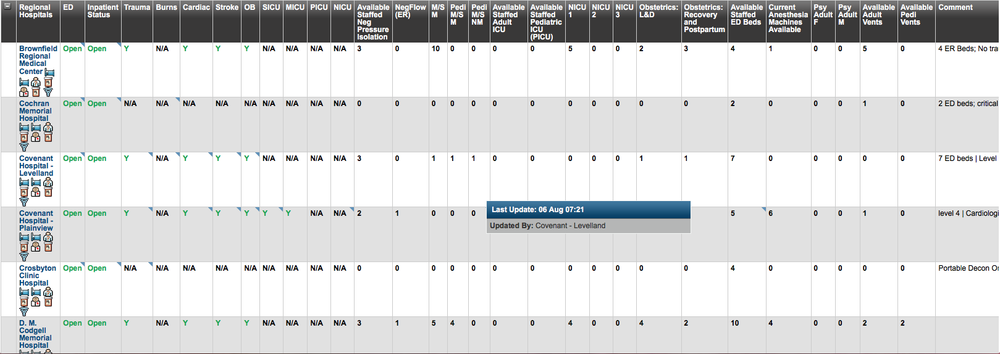 Regional Hospitals ED Inpatient Status Trauma Burns Cardiac Stroke OB SICU MICU PICU NICU Available Staffed Neg Pressure Isolation NegFlow (ER) M/S M Pedi M/S M Pedi M/S NM Available Staffed Adult ICU Available Staffed Pediatric ICU (PICU) NICU 1 NICU 2 NICU 3 Obstetrics: L&D Obstetrics: Recovery and Postpartum Available Staffed ED Beds Current Anesthesia Machines Available Psy Adult F Psy Adult M Available Adult Vents Available Pedi Vents Comment
Brownfield Regional Medical Center Open Open Y N/A Y Y Y N/A N/A N/A N/A 3 0 10 0 0 0 0 5 0 0 2 3 4 1 0 0 5 0 4 ER Beds; No tra
Cochran Memorial Hospital Open Open N/A N/A N/A N/A N/A N/A N/A N/A N/A 0 0 0 0 0 0 0 0 0 0 0 0 2 0 0 0 1 0 2 ED beds; critical
Covenant Hospital - Levelland Open Open Y N/A Y Y Y N/A N/A N/A N/A 3 0 1 1 1 0 0 0 0 0 1 1 7 0 0 0 0 0 7 ED beds | Level
Covenant Hospital - Plainview Open Open Y N/A Y Y Y Y Y N/A N/A 2 1 0 0 0 5 6 0 0 1 0 level 4 | Cardiologi
Last Update: 06 Aug 07:21
Updated By: Covenant - Levelland
Crosbyton Clinic Hospital Open Open N/A N/A N/A N/A N/A N/A N/A N/A N/A 0 0 0 0 0 0 0 0 0 0 0 0 4 0 0 0 0 0 Portable Decon Or
D. M. Codgell Memorial Hospital Open Open Y N/A Y Y Y N/A N/A N/A N/A 3 1 5 4 0 0 0 4 0 0 4 2 10 4 0 0 2 2